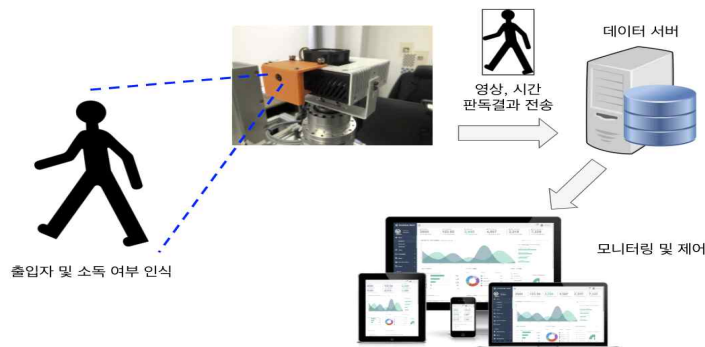 데이터 서버
영상, 시간
판독결과 전송
모니터링 및 제어
출입자 및 소독 여부 인식